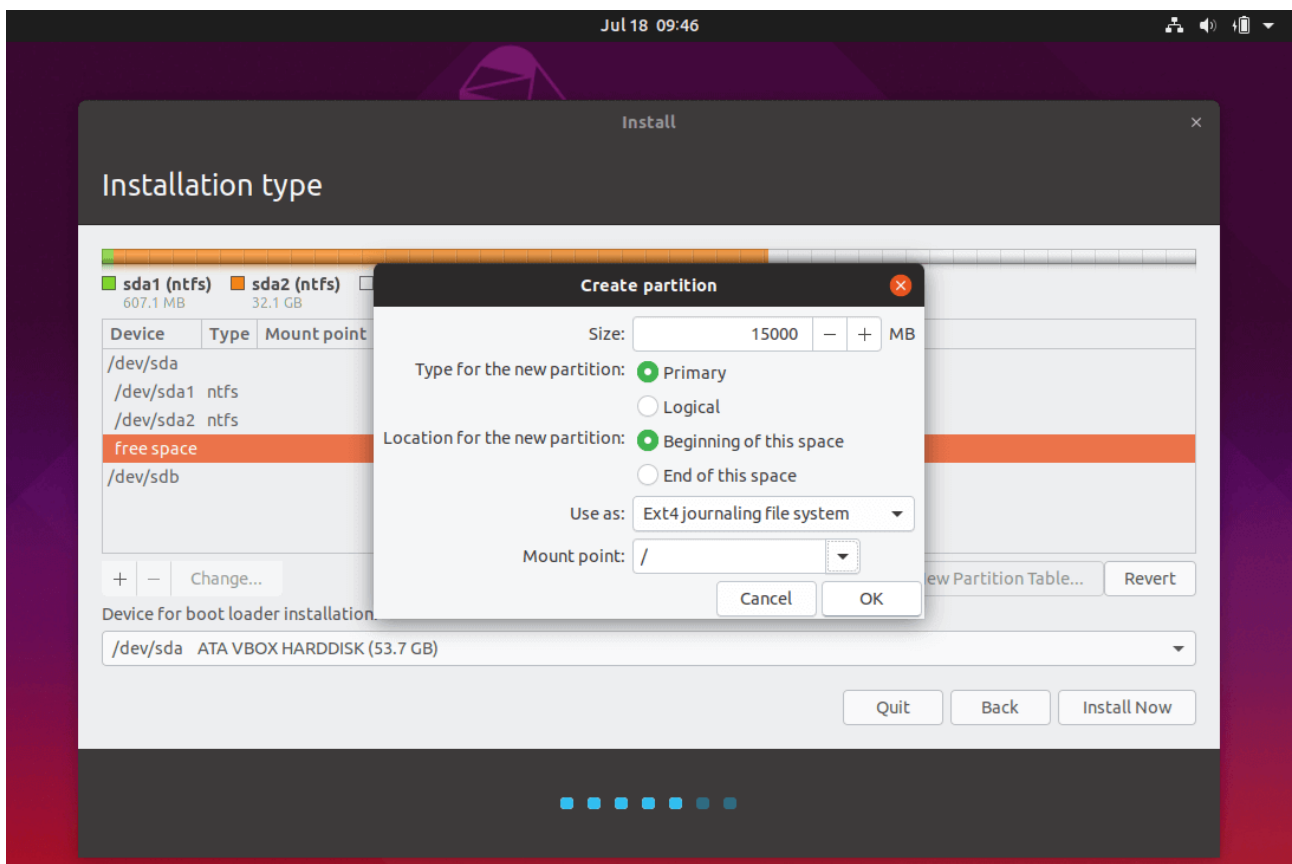 Jul 18 09:46
Install
Installation type
sda1 (ntfs) sda2 (ntfs)
607.1 MB 32.1 GB
Device Type Mount point
/dev/sda
/dev/sda1 ntfs
/dev/sda2 ntfs
free space
/dev/sdb
Create partition
Size: 15000 − + MB
Type for the new partition: Primary
Logical
Location for the new partition: Beginning of this space
End of this space
Use as: Ext4 journaling file system
Mount point: /
Cancel OK
+ − Change... ew Partition Table... Revert
Device for boot loader installation:
/dev/sda ATA VBOX HARDDISK (53.7 GB)
Quit Back Install Now